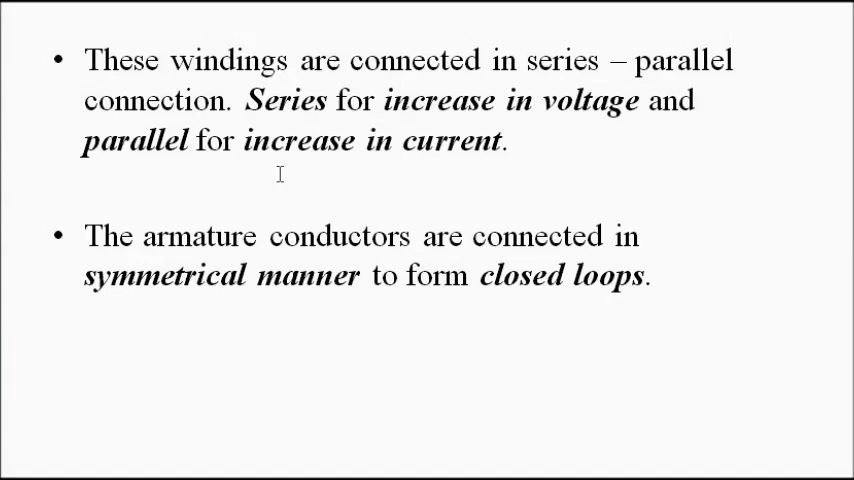 • These windings are connected in series – parallel
connection. Series for increase in voltage and
parallel for increase in current.
• The armature conductors are connected in
symmetrical manner to form closed loops.